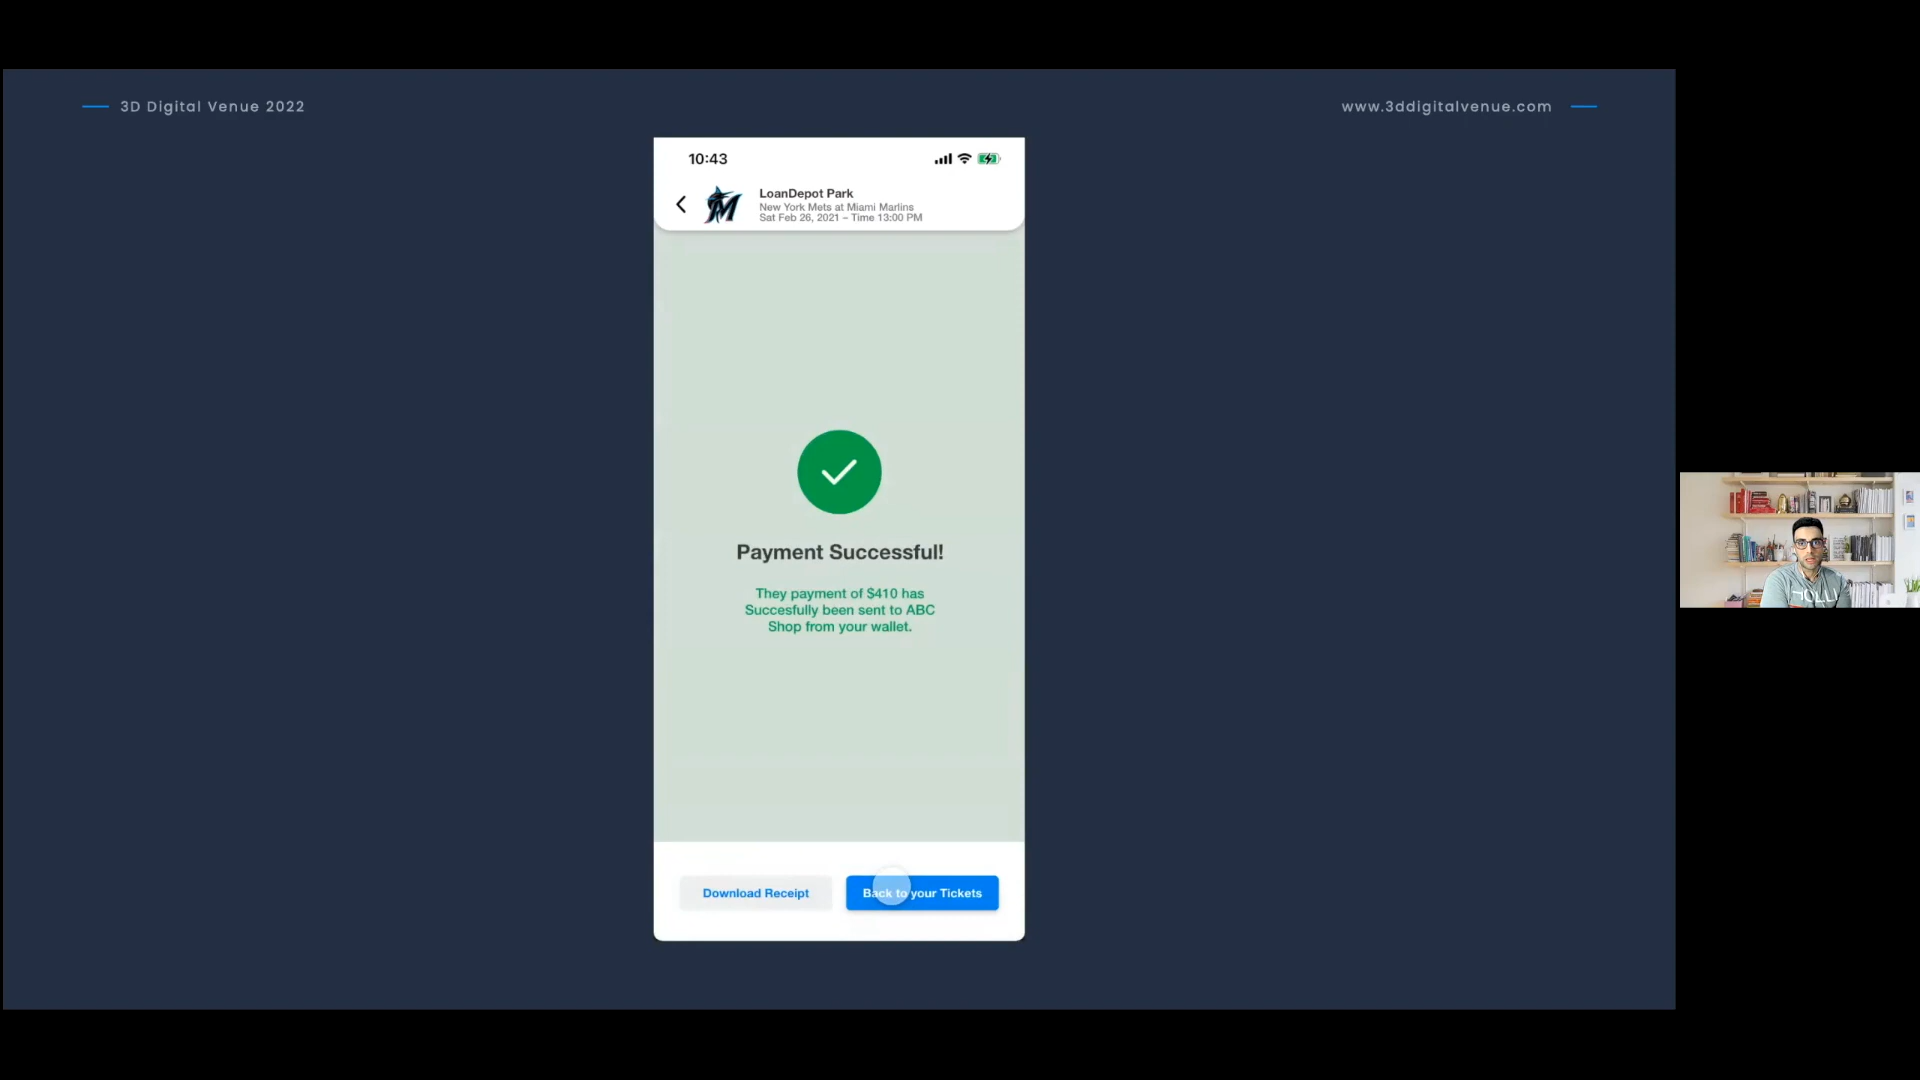 3D Digital Venue 2022
www.3ddigitalvenue.com
10:43
LoanDepot Park
New York Mets at Miami Marlins
Sat Feb 26, 2021 – Time 13:00 PM
Payment Successful!
They payment of $410 has
Succesfully been sent to ABC
Shop from your wallet.
Download Receipt
Back to your Tickets